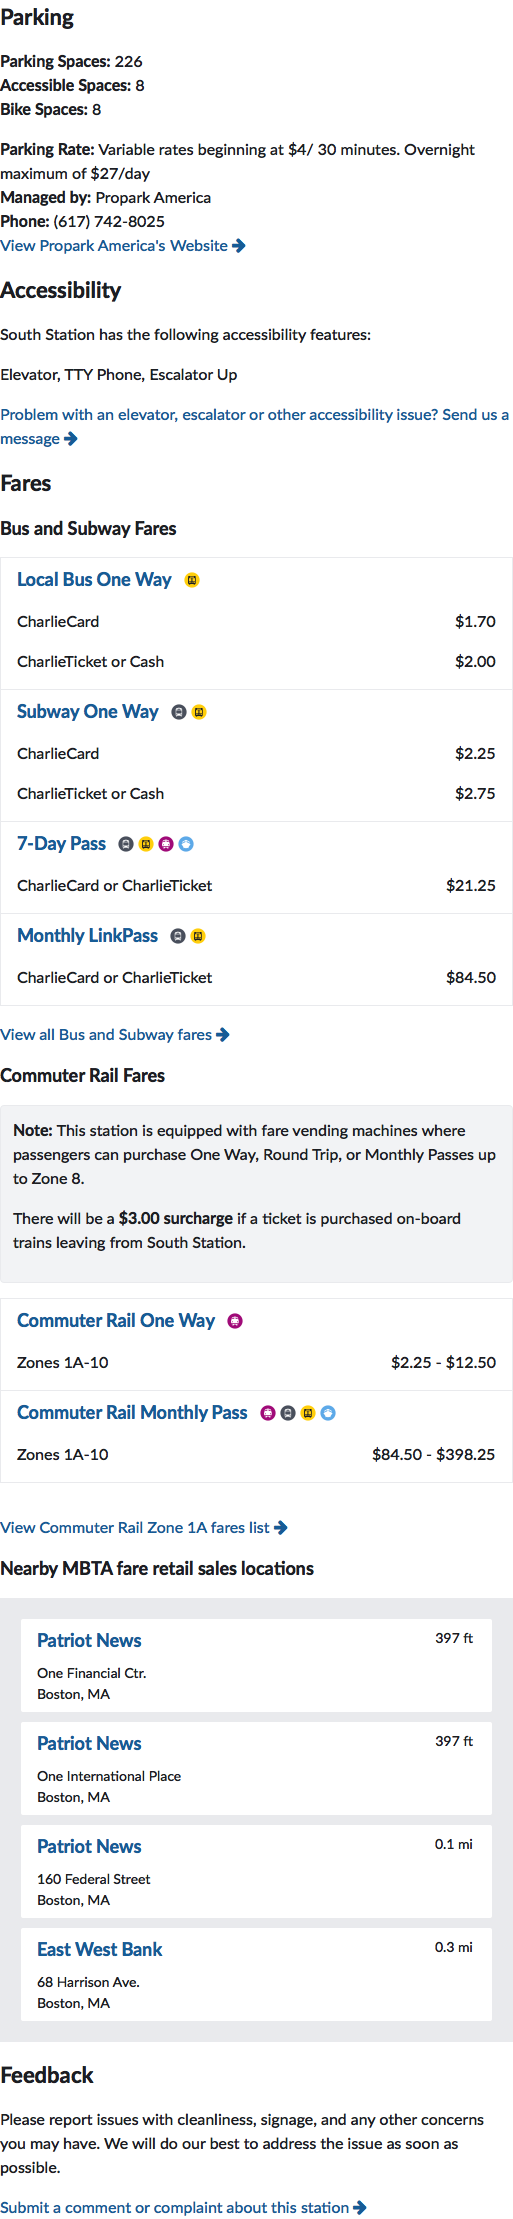 Parking
Parking Spaces: 226
Accessible Spaces: 8
Bike Spaces: 8
Parking Rate: Variable rates beginning at $4/ 30 minutes. Overnight
maximum of $27/day
Managed by: Propark America
Phone: (617) 742-8025
View Propark America's Website
Accessibility
South Station has the following accessibility features:
Elevator, TTY Phone, Escalator Up
Problem with an elevator, escalator or other accessibility issue? Send us a
message
Fares
Bus and Subway Fares
Local Bus One Way
CharlieCard $1.70
CharlieTicket or Cash $2.00
Subway One Way
CharlieCard $2.25
CharlieTicket or Cash $2.75
7-Day Pass
CharlieCard or CharlieTicket $21.25
Monthly LinkPass
CharlieCard or CharlieTicket $84.50
View all Bus and Subway fares
Commuter Rail Fares
Note: This station is equipped with fare vending machines where
passengers can purchase One Way, Round Trip, or Monthly Passes up
to Zone 8.
There will be a $3.00 surcharge if a ticket is purchased on-board
trains leaving from South Station.
Commuter Rail One Way
Zones 1A-10 $2.25 - $12.50
Commuter Rail Monthly Pass
Zones 1A-10 $84.50 - $398.25
View Commuter Rail Zone 1A fares list
Nearby MBTA fare retail sales locations
Patriot News 397 ft
One Financial Ctr.
Boston, MA
Patriot News 397 ft
One International Place
Boston, MA
Patriot News 0.1 mi
160 Federal Street
Boston, MA
East West Bank 0.3 mi
68 Harrison Ave.
Boston, MA
Feedback
Please report issues with cleanliness, signage, and any other concerns
you may have. We will do our best to address the issue as soon as
possible.
Submit a comment or complaint about this station